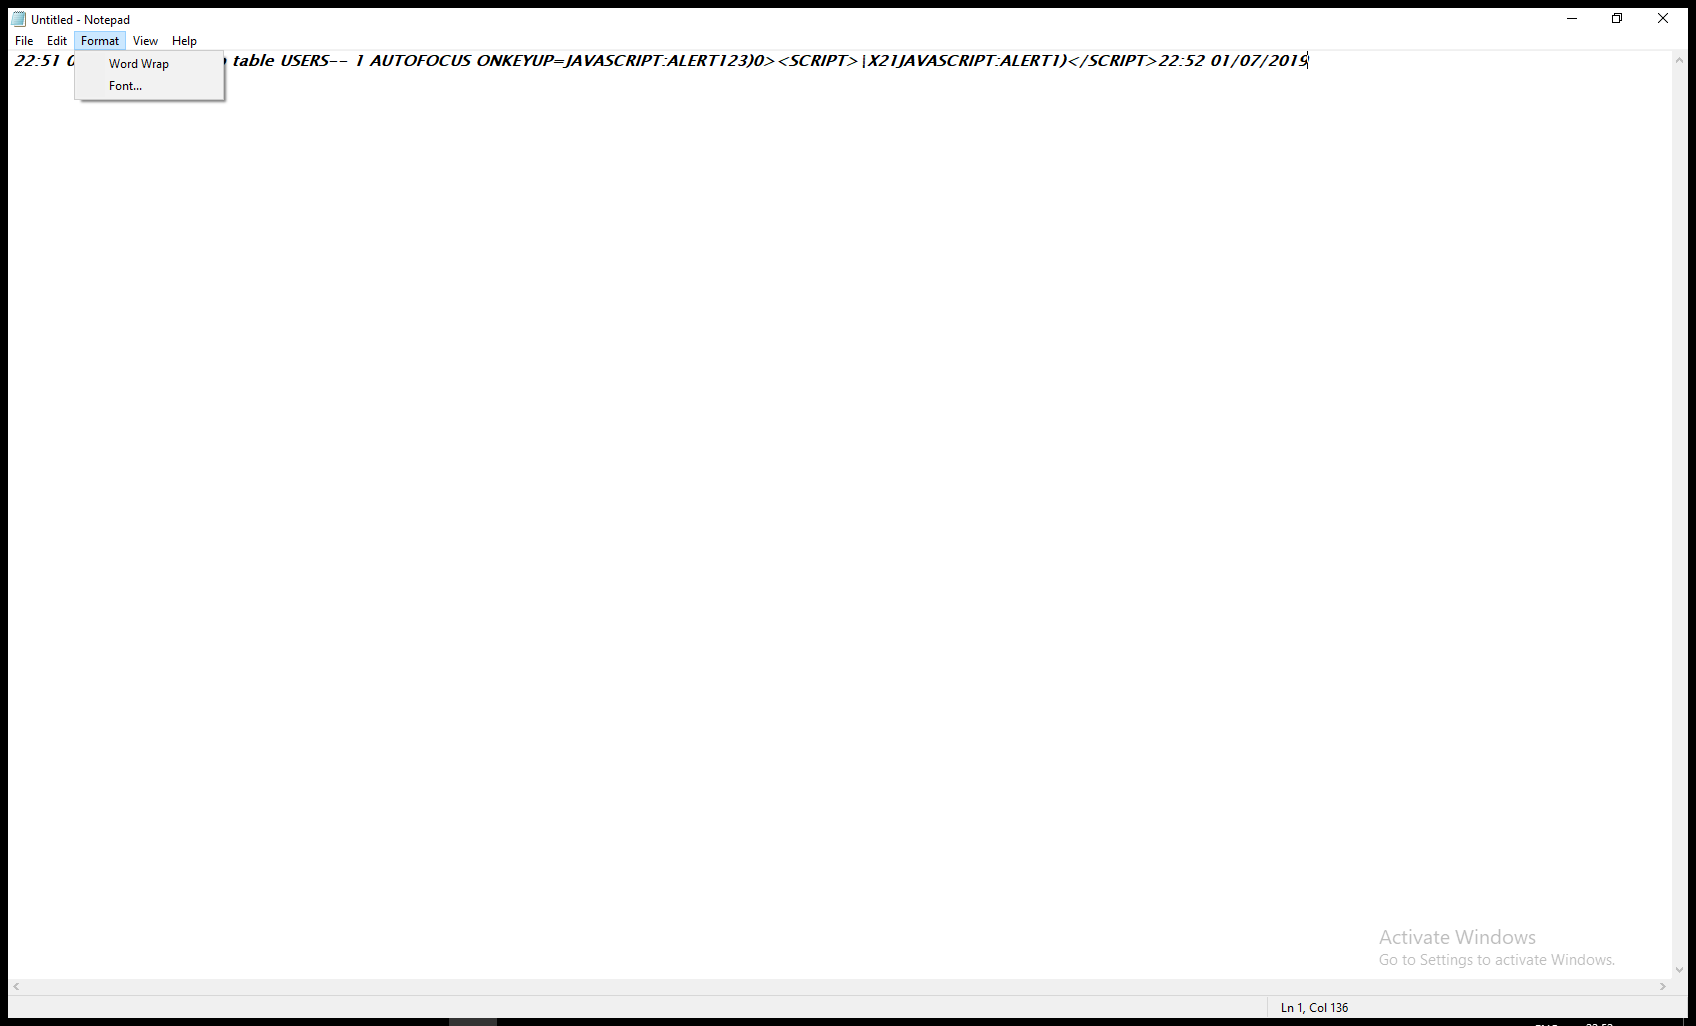 Untitled - Notepad
File Edit Format View Help
22:51 table USERS-- 1 AUTOFOCUS ONKEYUP=JAVASCRIPT:ALERT123)0><SCRIPT>|X21JAVASCRIPT:ALERT1)</SCRIPT>22:52 01/07/2019
Word Wrap
Font...
Activate Windows
Go to Settings to activate Windows.
Ln 1, Col 136